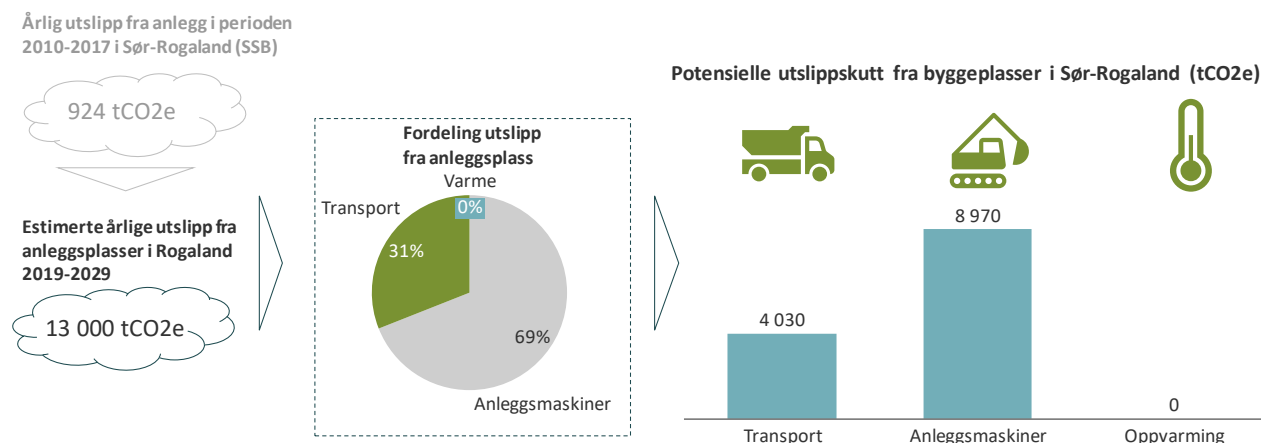 Årlig utslipp fra anlegg i perioden
2010-2017 i Sør-Rogaland (SSB)
924 tCO2e
Estimerte årlige utslipp fra
anleggsplasser i Rogaland
2019-2029
13 000 tCO2e
Fordeling utslipp
fra anleggsplass
Varme
Transport
0%
31%
69%
Anleggsmaskiner
Potensielle utslippskutt fra byggeplasser i Sør-Rogaland (tCO2e)
8 970
4 030
0
Transport
Anleggsmaskiner
Oppvarming